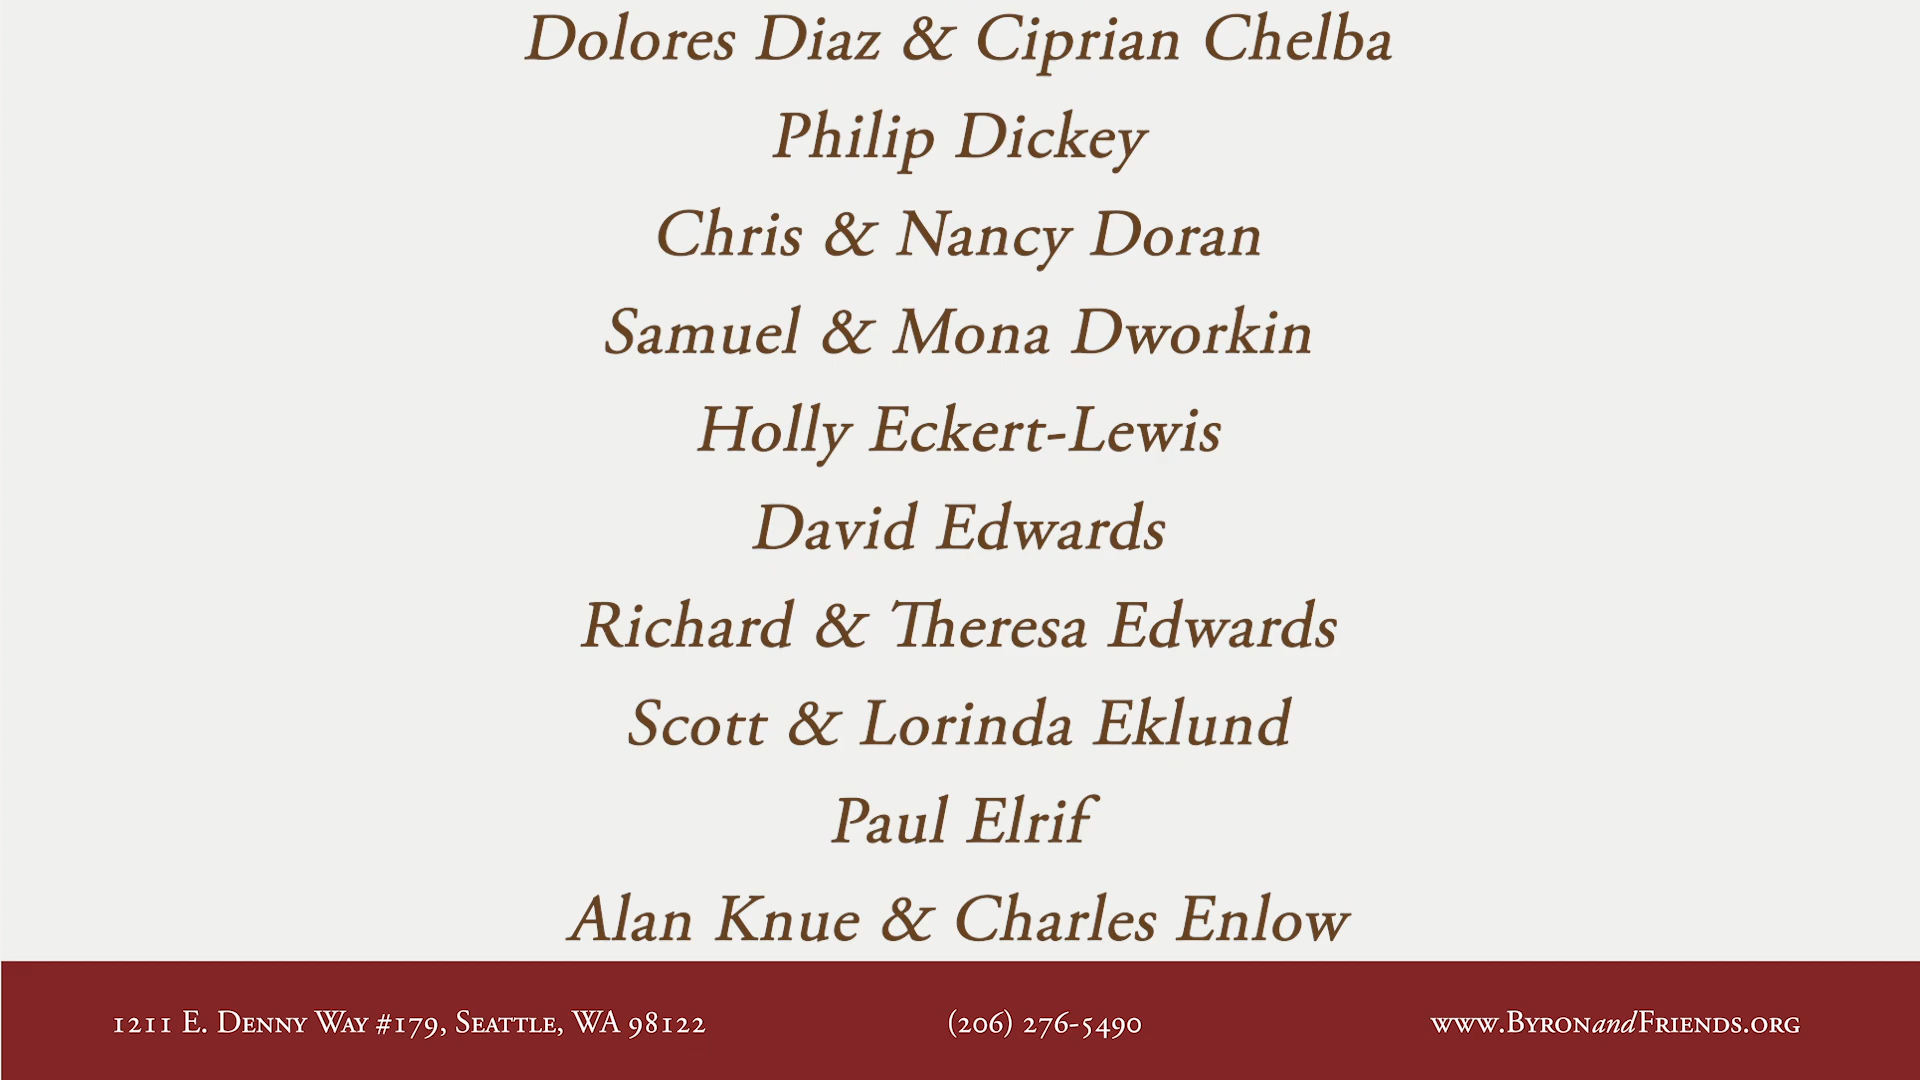 Dolores Diaz & Ciprian Chelba
Philip Dickey
Chris & Nancy Doran
Samuel & Mona Dworkin
Holly Eckert-Lewis
David Edwards
Richard & Theresa Edwards
Scott & Lorinda Eklund
Paul Elrif
Alan Knue & Charles Enlow
1211 E. Denny Way #179, Seattle, WA 98122
(206) 276-5490
www.ByronandFriends.org